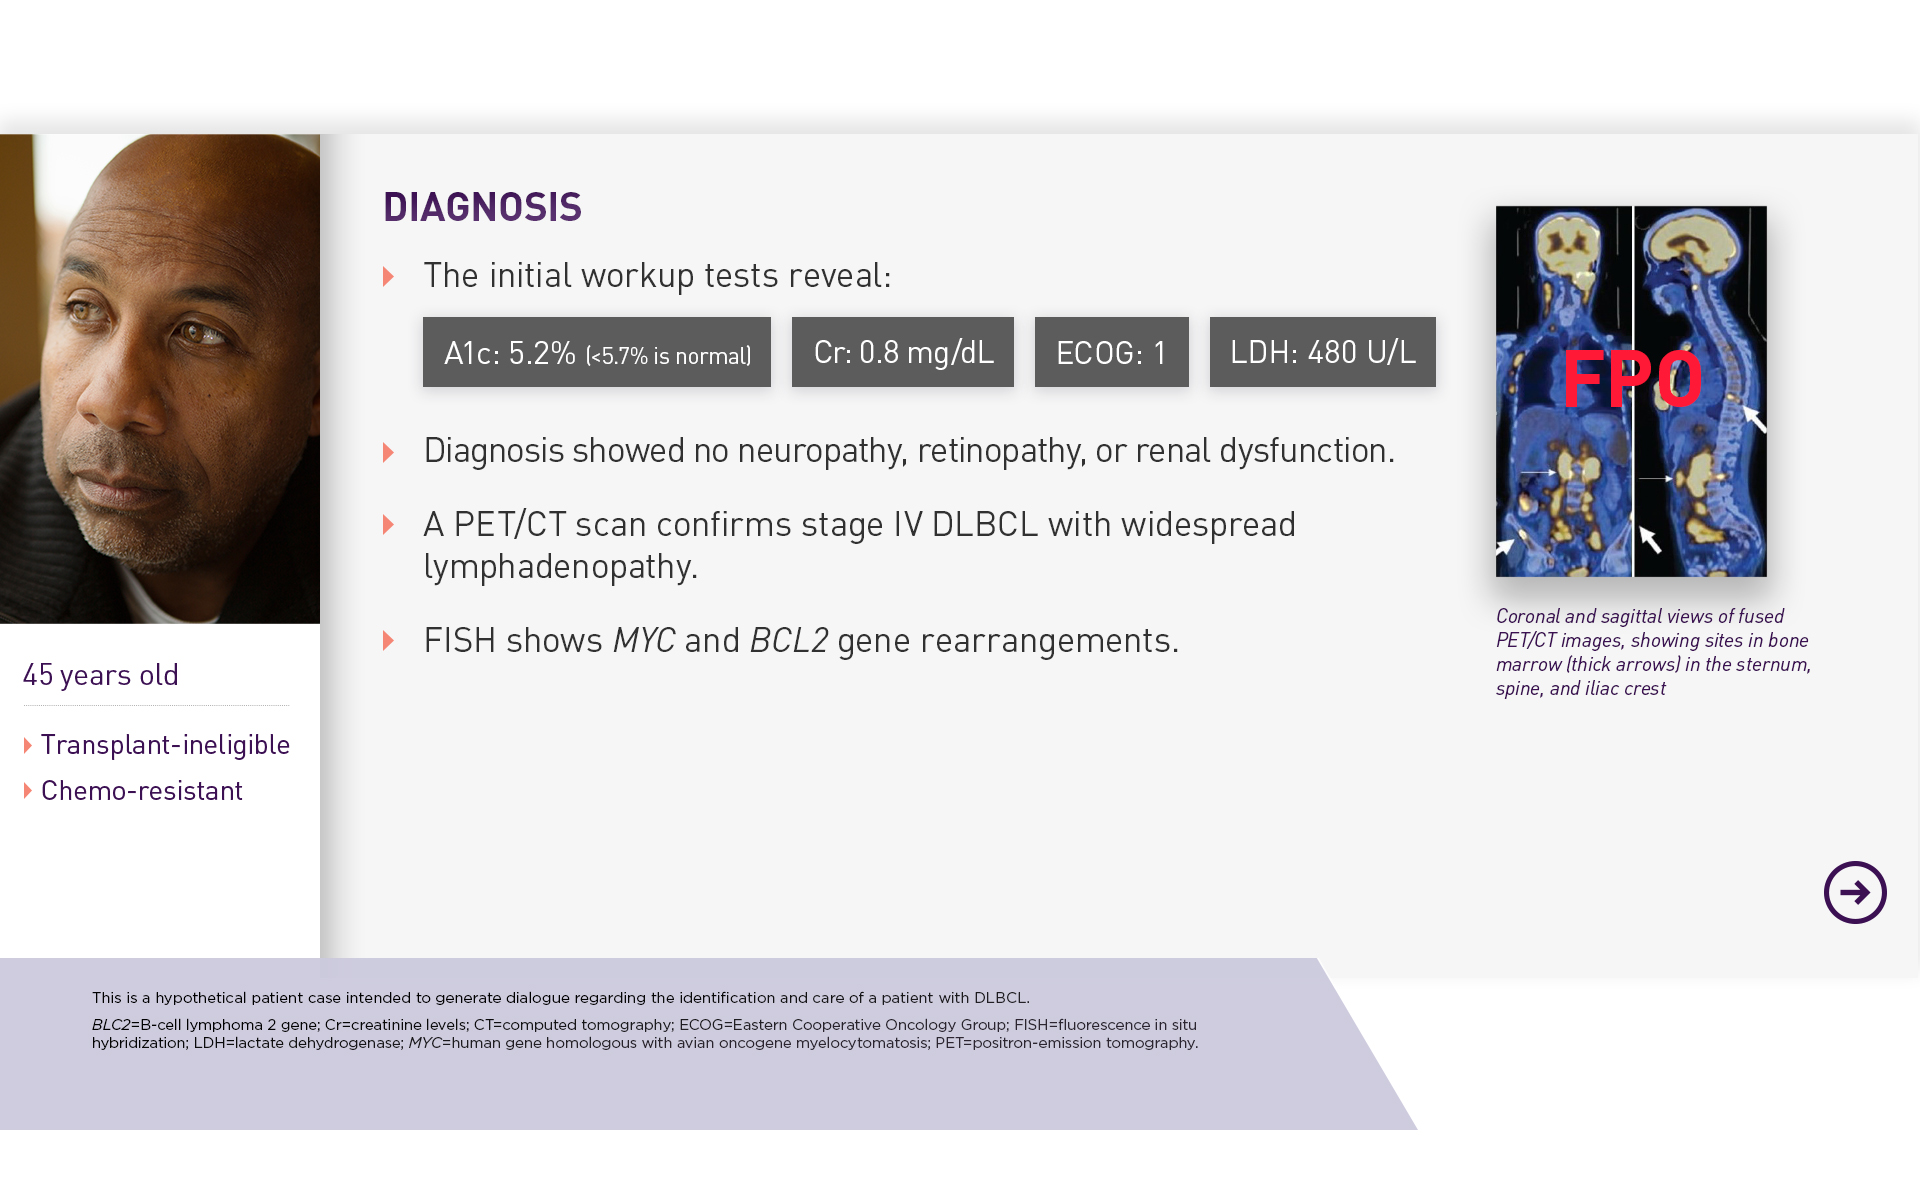 DIAGNOSIS
The initial workup tests reveal:
A1c: 5.2% (<5.7% is normal)
Cr: 0.8 mg/dL
ECOG: 1
LDH: 480 U/L
Diagnosis showed no neuropathy, retinopathy, or renal dysfunction.
A PET/CT scan confirms stage IV DLBCL with widespread
lymphadenopathy.
FISH shows MYC and BCL2 gene rearrangements.
FPO
Coronal and sagittal views of fused
PET/CT images, showing sites in bone
marrow (thick arrows) in the sternum,
spine, and iliac crest
45 years old
Transplant-ineligible
Chemo-resistant
This is a hypothetical patient case intended to generate dialogue regarding the identification and care of a patient with DLBCL.
BLC2=B-cell lymphoma 2 gene; Cr=creatinine levels; CT=computed tomography; ECOG=Eastern Cooperative Oncology Group; FISH=fluorescence in situ
hybridization; LDH=lactate dehydrogenase; MYC=human gene homologous with avian oncogene myelocytomatosis; PET=positron-emission tomography.